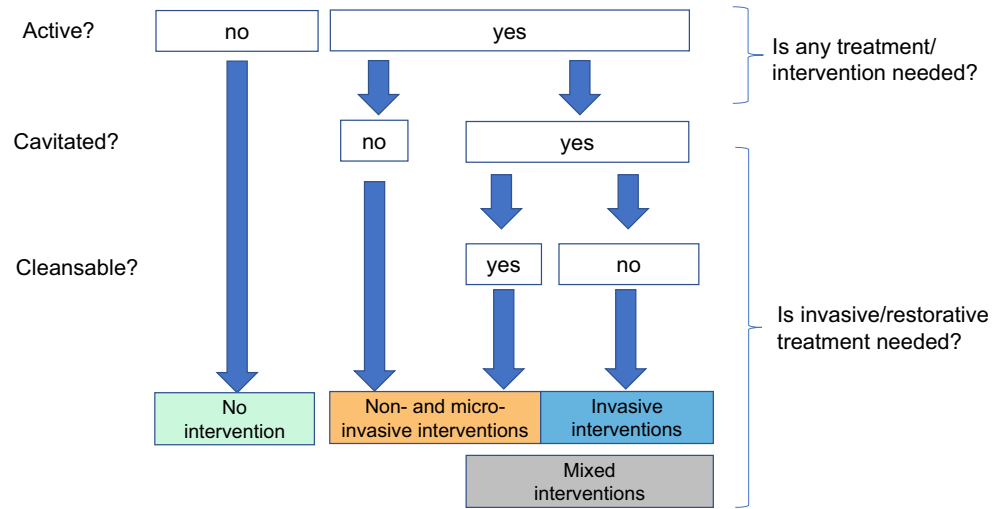 Active?
no
yes
Is any treatment/
intervention needed?
Cavitated?
no
yes
Cleansable?
yes
no
Is invasive/restorative
treatment needed?
No
intervention
Non- and micro-
invasive interventions
Invasive
interventions
Mixed
interventions